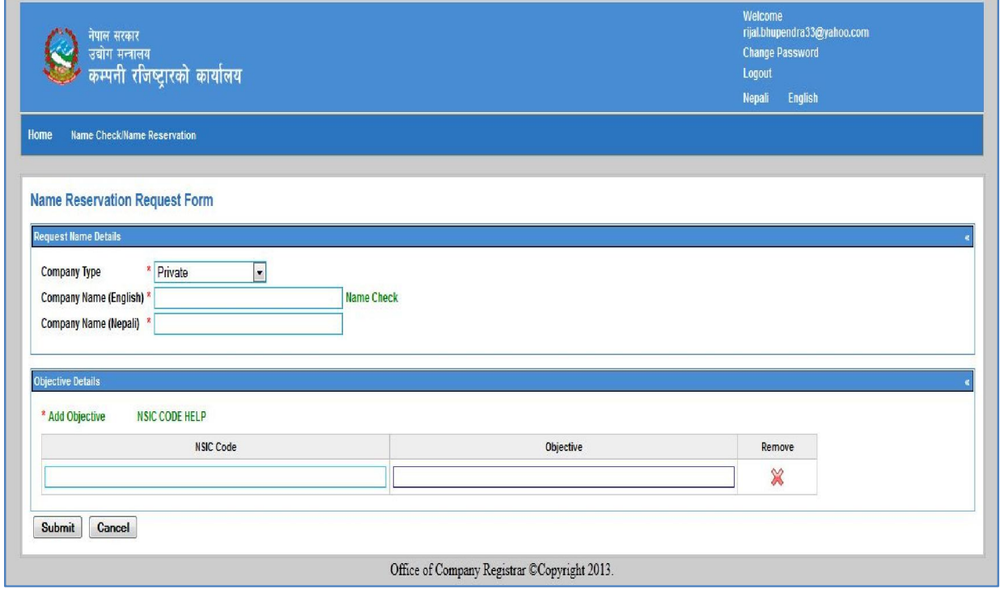 नेपाल सरकार
उद्योग मन्त्रालय
कम्पनी रजिष्ट्रारको कार्यालय
Welcome
rijal.bhupendra33@yahoo.com
Change Password
Logout
Nepali English
Home Name Check/Name Reservation
Name Reservation Request Form
Request Name Details «
Company Type * Private
Company Name (English) * Name Check
Company Name (Nepali) *
Objective Details «
* Add Objective NSIC CODE HELP
NSIC Code Objective Remove
Submit Cancel
Office of Company Registrar ©Copyright 2013.